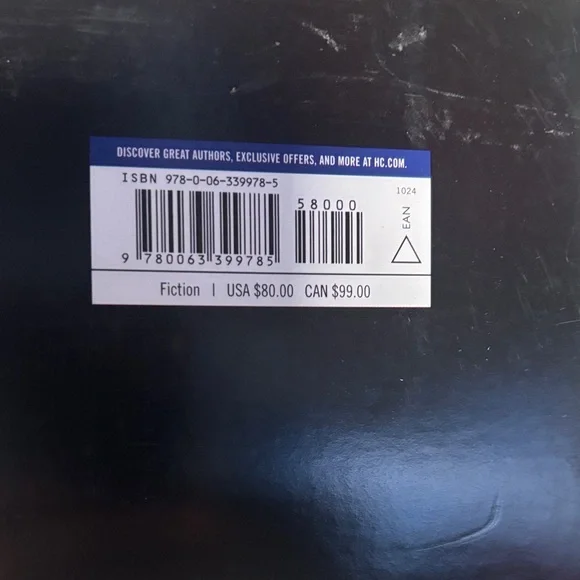 DISCOVER GREAT AUTHORS, EXCLUSIVE OFFERS, AND MORE AT HC.COM.
ISBN 978-0-06-339978-5
58000
1024
EAN
9 780063 399785
Fiction | USA $80.00 CAN $99.00